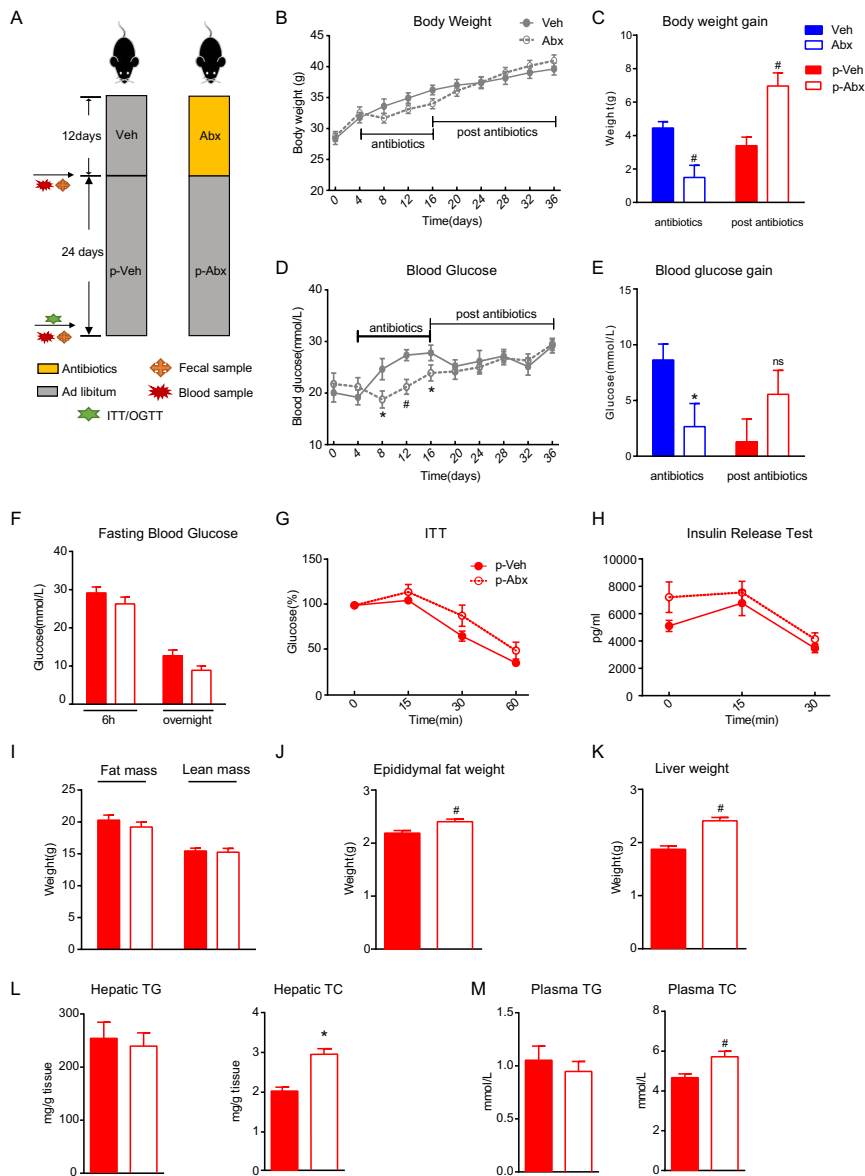 A
12days
Veh
Abx
24 days
p-Veh
p-Abx
Antibiotics
Fecal sample
Ad libitum
Blood sample
ITT/OGTT
B
Body Weight
Veh
Abx
Body weight (g)
45
40
35
30
25
20
antibiotics
post antibiotics
0 4 8 12 16 20 24 28 32 36
Time(days)
C
Body weight gain
Veh
Abx
p-Veh
p-Abx
Weight(g)
10
8
6
4
2
0
#
#
antibiotics
post antibiotics
D
Blood Glucose
post antibiotics
antibiotics
Blood glucose(mmol/L)
40
30
20
10
* # *
0 4 8 12 16 20 24 28 32 36
Time(days)
E
Blood glucose gain
Glucose(mmol/L)
15
10
5
0
*
ns
antibiotics
post antibiotics
F
Fasting Blood Glucose
Glucose(mmol/L)
40
30
20
10
0
6h
overnight
G
ITT
p-Veh
p-Abx
Glucose(%)
150
100
50
0
0 15 30 60
Time(min)
H
Insulin Release Test
pg/ml
10000
8000
6000
4000
2000
0
0 15 30
Time(min)
I
Fat mass
Lean mass
Weight(g)
25
20
15
10
5
0
J
Epididymal fat weight
Weight(g)
3
2
1
0
#
K
Liver weight
Weight(g)
3
2
1
0
#
L
Hepatic TG
mg/g tissue
300
200
100
0
Hepatic TC
mg/g tissue
4
3
2
1
0
*
M
Plasma TG
mmol/L
1.5
1.0
0.5
0.0
Plasma TC
mmol/L
8
6
4
2
0
#